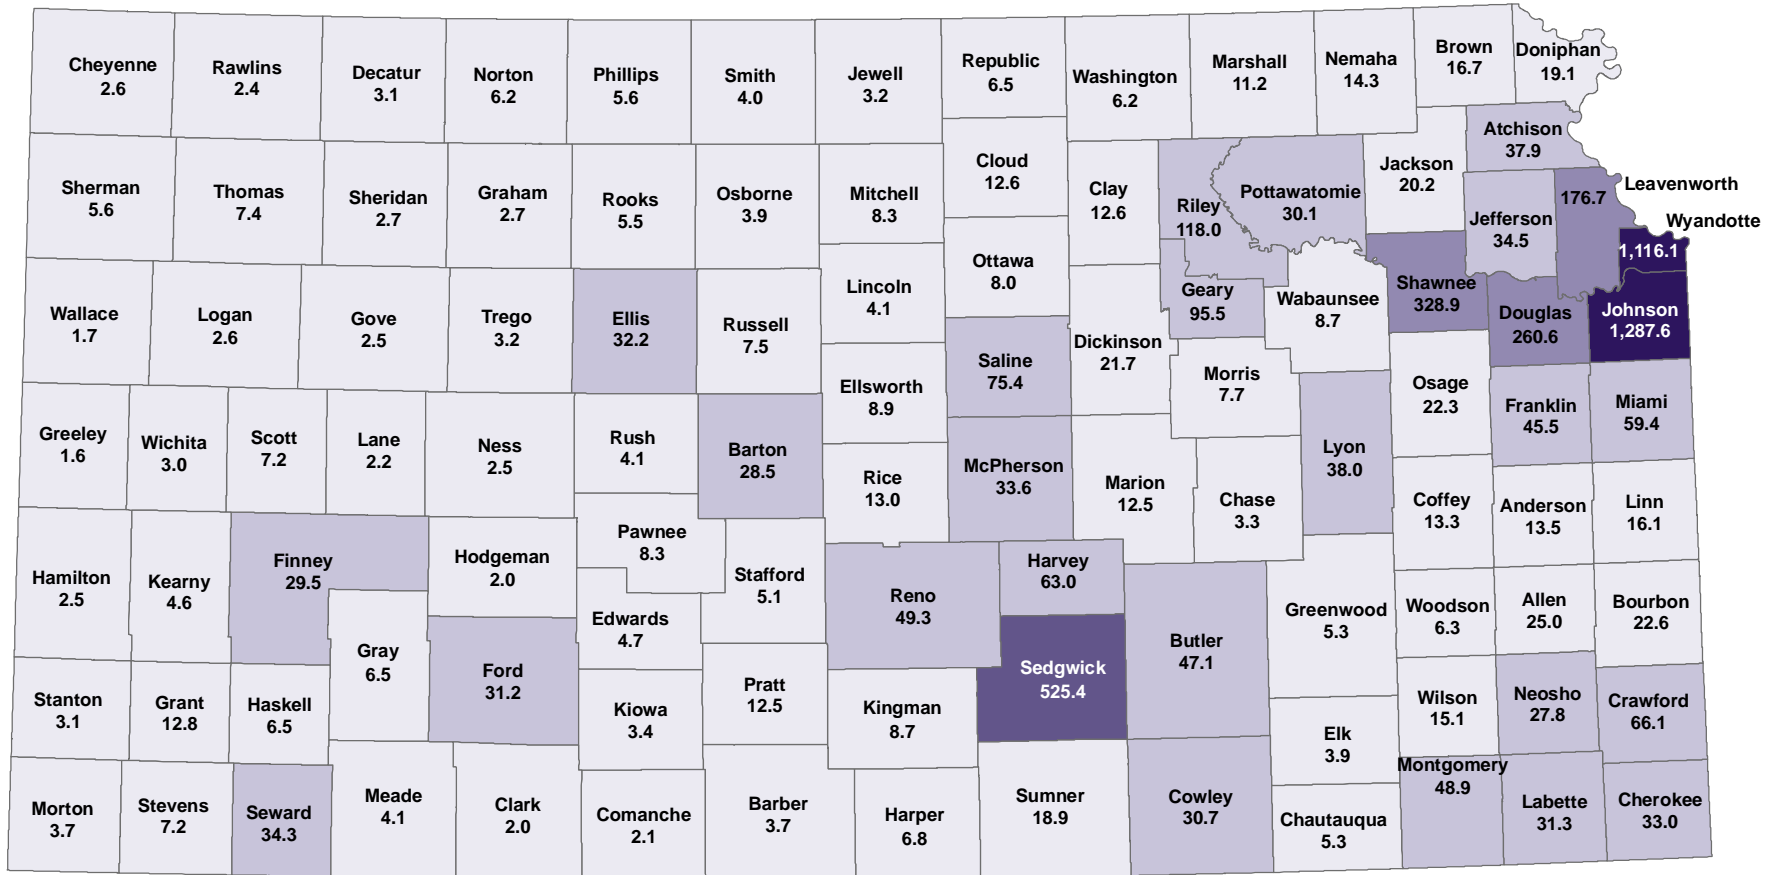 Cheyenne
2.6
Rawlins
2.4
Decatur
3.1
Norton
6.2
Phillips
5.6
Smith
4.0
Jewell
3.2
Republic
6.5
Washington
6.2
Marshall
11.2
Nemaha
14.3
Brown
16.7
Doniphan
19.1
Atchison
37.9
Sherman
5.6
Thomas
7.4
Sheridan
2.7
Graham
2.7
Rooks
5.5
Osborne
3.9
Mitchell
8.3
Cloud
12.6
Clay
12.6
Riley
118.0
Pottawatomie
30.1
Jackson
20.2
Jefferson
34.5
176.7
Leavenworth
Wyandotte
1,116.1
Wallace
1.7
Logan
2.6
Gove
2.5
Trego
3.2
Ellis
32.2
Russell
7.5
Lincoln
4.1
Ottawa
8.0
Saline
75.4
Dickinson
21.7
Geary
95.5
Wabaunsee
8.7
Shawnee
328.9
Douglas
260.6
Johnson
1,287.6
Ellsworth
8.9
Morris
7.7
Osage
22.3
Franklin
45.5
Miami
59.4
Greeley
1.6
Wichita
3.0
Scott
7.2
Lane
2.2
Ness
2.5
Rush
4.1
Barton
28.5
Rice
13.0
McPherson
33.6
Marion
12.5
Chase
3.3
Lyon
38.0
Coffey
13.3
Anderson
13.5
Linn
16.1
Hamilton
2.5
Kearny
4.6
Finney
29.5
Hodgeman
2.0
Pawnee
8.3
Stafford
5.1
Edwards
4.7
Reno
49.3
Harvey
63.0
Sedgwick
525.4
Butler
47.1
Greenwood
5.3
Woodson
6.3
Allen
25.0
Bourbon
22.6
Stanton
3.1
Grant
12.8
Haskell
6.5
Gray
6.5
Ford
31.2
Kiowa
3.4
Pratt
12.5
Kingman
8.7
Elk
3.9
Wilson
15.1
Neosho
27.8
Crawford
66.1
Morton
3.7
Stevens
7.2
Seward
34.3
Meade
4.1
Clark
2.0
Comanche
2.1
Barber
3.7
Harper
6.8
Sumner
18.9
Cowley
30.7
Chautauqua
5.3
Montgomery
48.9
Labette
31.3
Cherokee
33.0